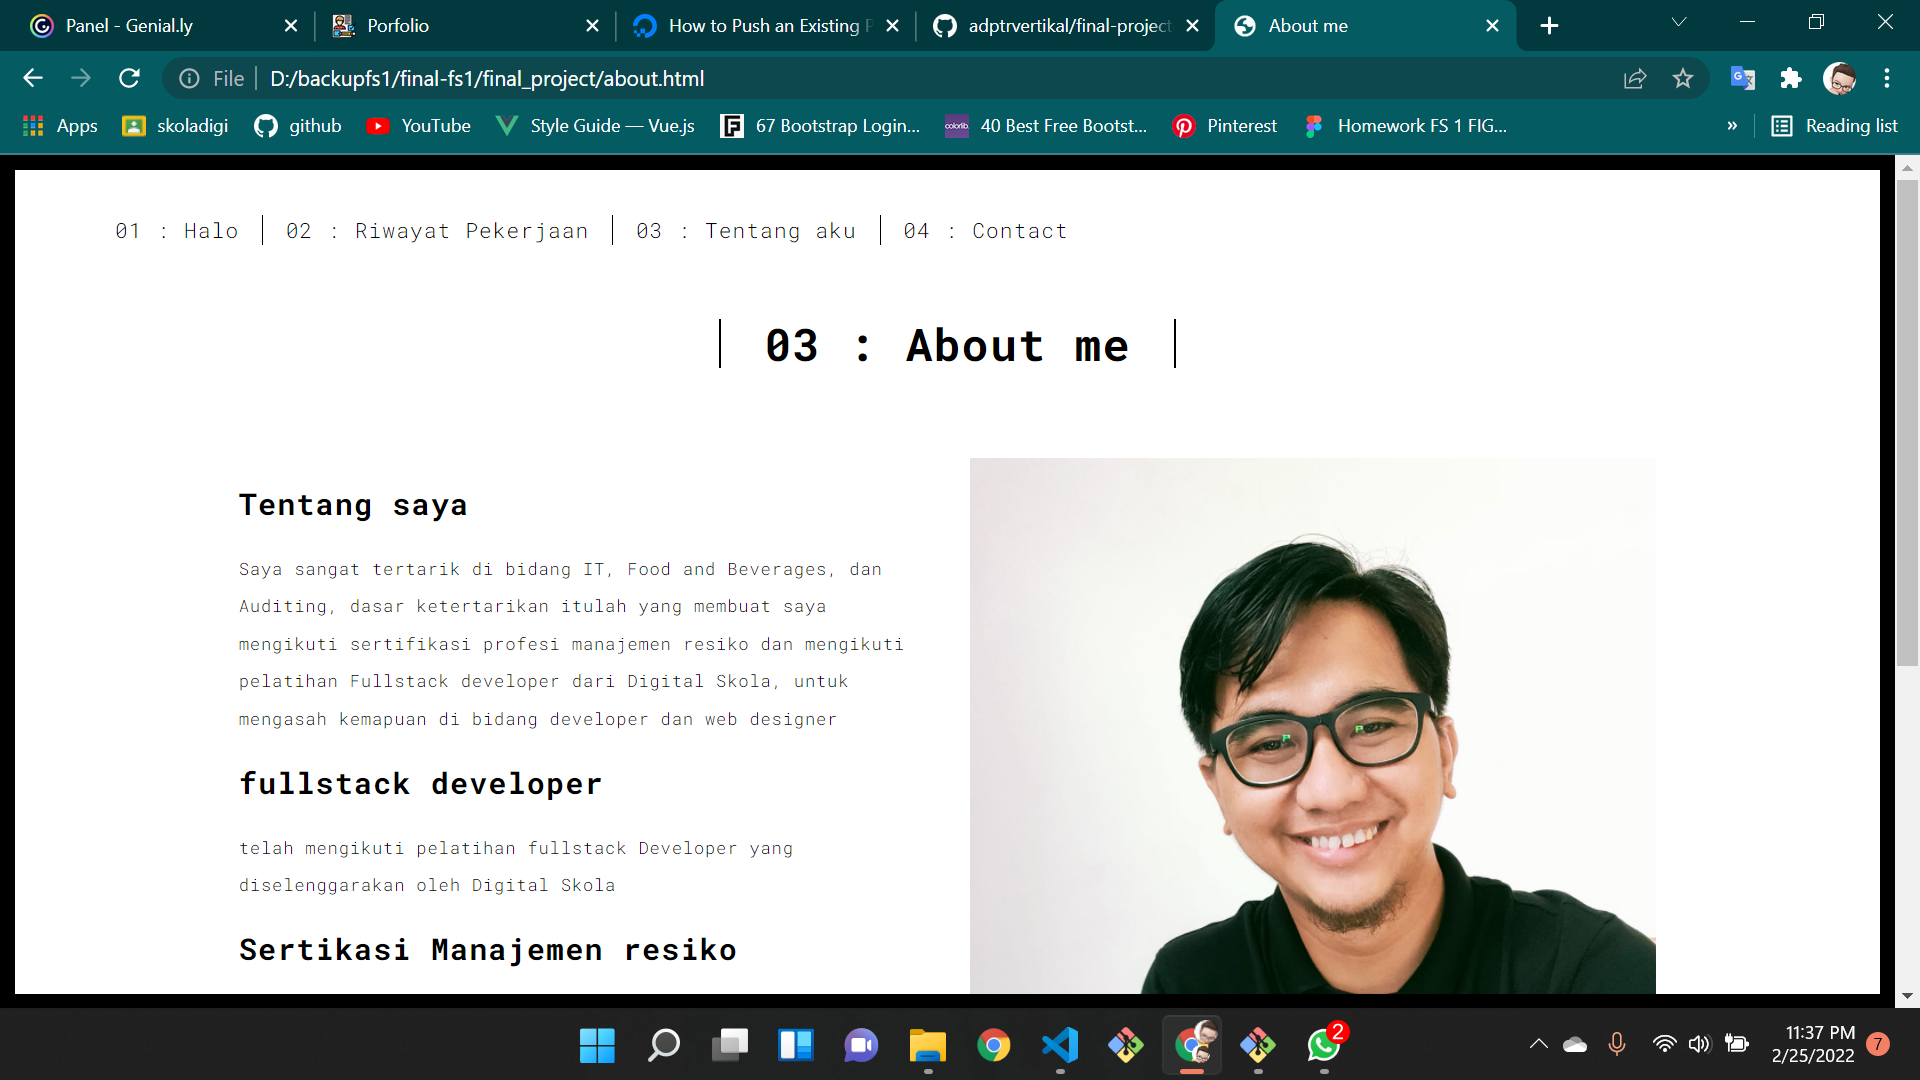 Panel - Genial.ly
Porfolio
How to Push an Existing P
adptrvertikal/final-project
About me
File
D:/backupfs1/final-fs1/final_project/about.html
Apps
skoladigi
github
YouTube
Style Guide — Vue.js
67 Bootstrap Login...
colorlib.
40 Best Free Bootst...
Pinterest
Homework FS 1 FIG...
»
Reading list
01 : Halo
02 : Riwayat Pekerjaan
03 : Tentang aku
04 : Contact
03 : About me
Tentang saya
Saya sangat tertarik di bidang IT, Food and Beverages, dan
Auditing, dasar ketertarikan itulah yang membuat saya
mengikuti sertifikasi profesi manajemen resiko dan mengikuti
pelatihan Fullstack developer dari Digital Skola, untuk
mengasah kemapuan di bidang developer dan web designer
fullstack developer
telah mengikuti pelatihan fullstack Developer yang
diselenggarakan oleh Digital Skola
Sertikasi Manajemen resiko
2
11:37 PM
2/25/2022
7